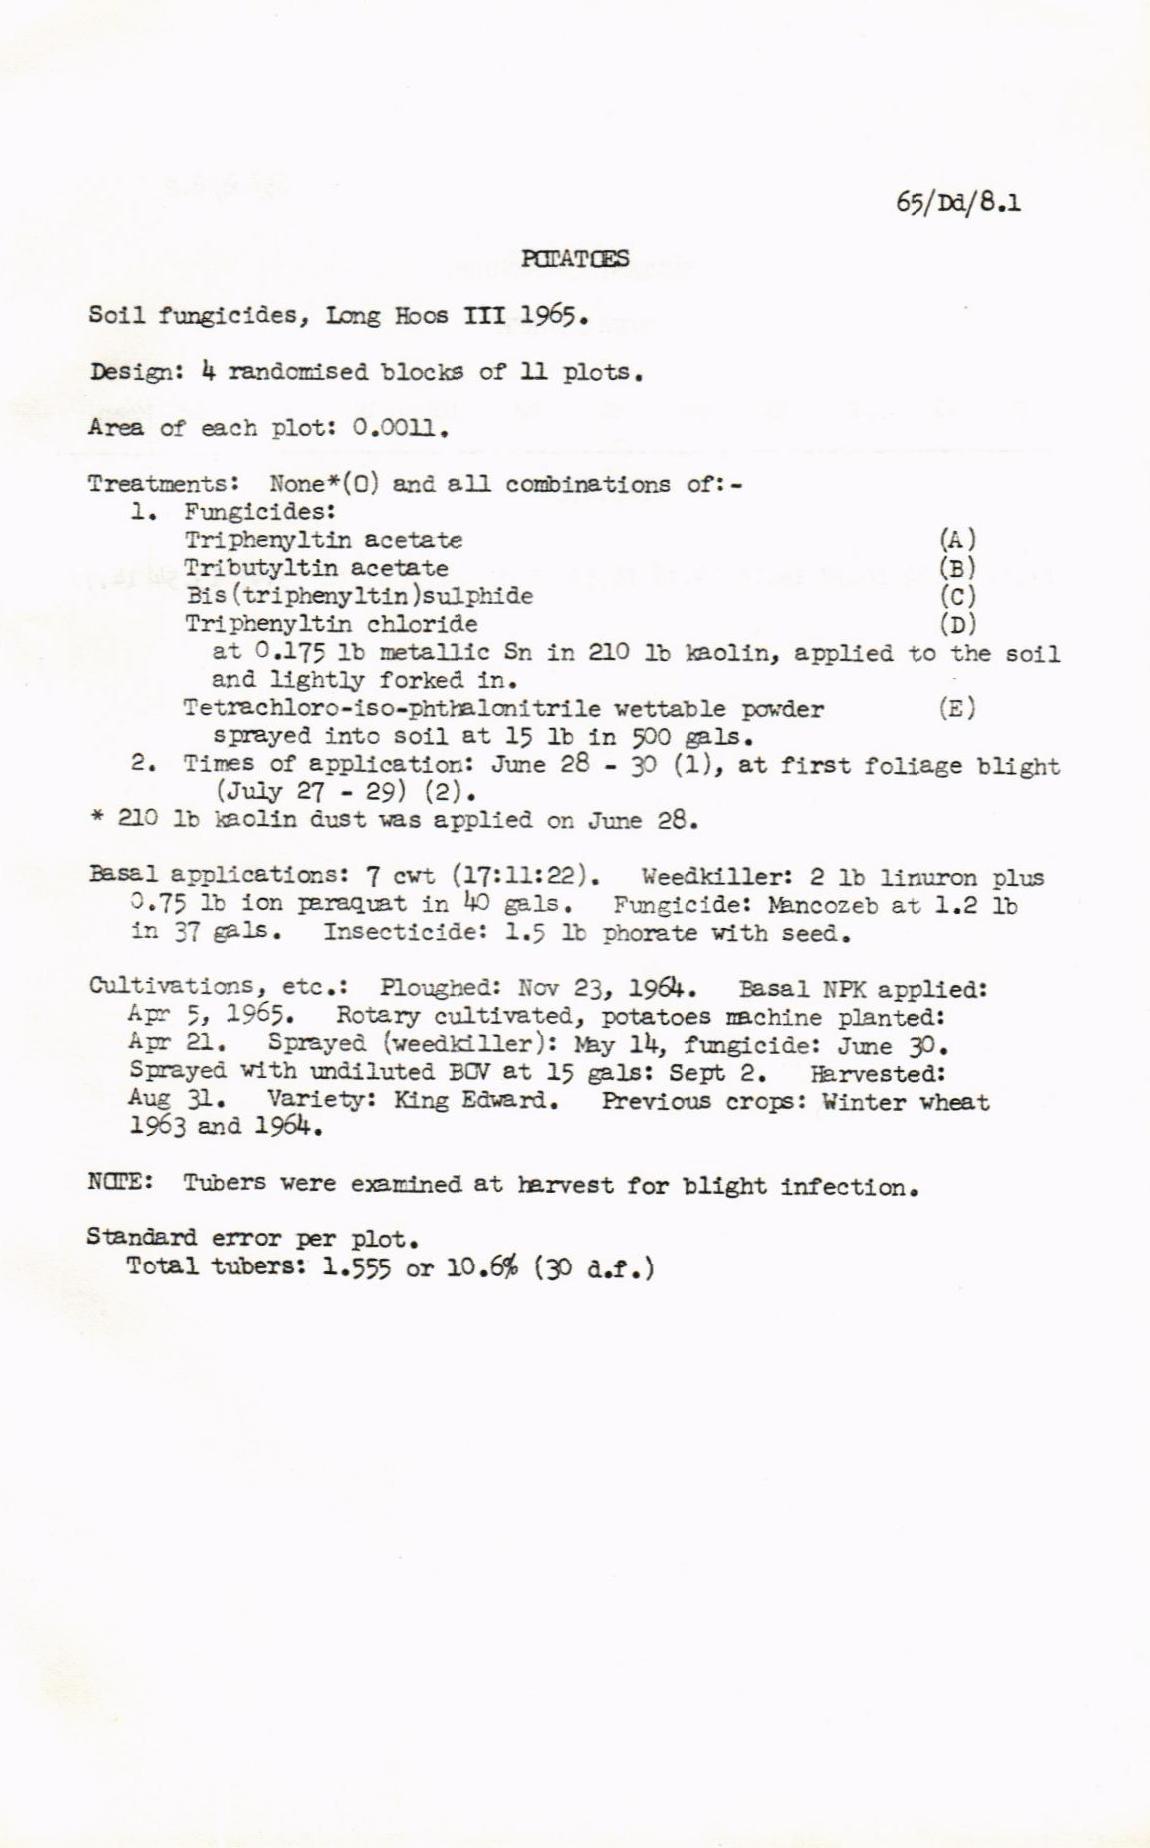 65/Dd/8.1
POTATOES
Soil fungicides, Long Hoos III 1965.
Design: 4 randomised blocks of 11 plots.
Area of each plot: 0.0011.
Treatments: None*(0) and all combinations of:-
1. Fungicides:
Triphenyltin acetate (A)
Tributyltin acetate (B)
Bis(triphenyltin)sulphide (C)
Triphenyltin chloride (D)
at 0.175 lb metallic Sn in 210 lb kaolin, applied to the soil
and lightly forked in.
Tetrachloro-iso-phthalonitrile wettable powder (E)
sprayed into soil at 15 lb in 500 gals.
2. Times of application: June 28 - 30 (1), at first foliage blight
(July 27 - 29) (2).
* 210 lb kaolin dust was applied on June 28.
Basal applications: 7 cwt (17:11:22). Weedkiller: 2 lb linuron plus
0.75 lb ion paraquat in 40 gals. Fungicide: Mancozeb at 1.2 lb
in 37 gals. Insecticide: 1.5 lb phorate with seed.
Cultivations, etc.: Ploughed: Nov 23, 1964. Basal NPK applied:
Apr 5, 1965. Rotary cultivated, potatoes machine planted:
Apr 21. Sprayed (weedkiller): May 14, fungicide: June 30.
Sprayed with undiluted BOV at 15 gals: Sept 2. Harvested:
Aug 31. Variety: King Edward. Previous crops: Winter wheat
1963 and 1964.
NOTE: Tubers were examined at harvest for blight infection.
Standard error per plot.
Total tubers: 1.555 or 10.6% (30 d.f.)